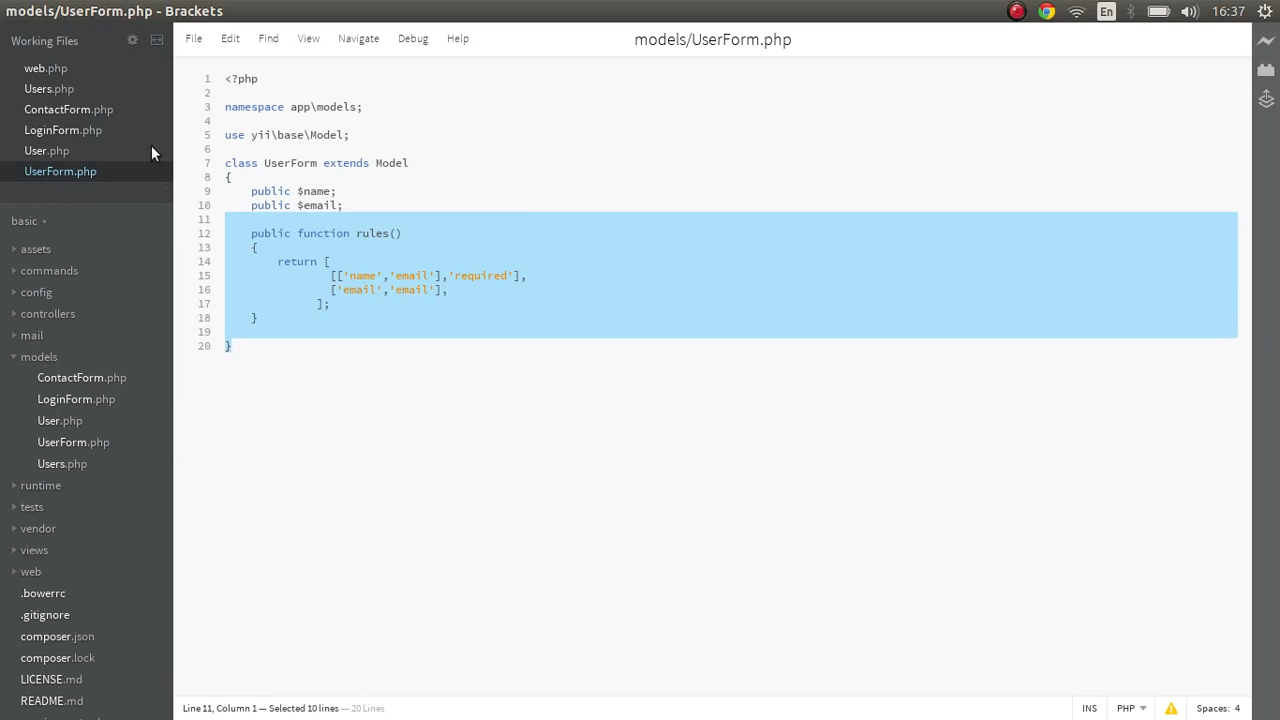 models/UserForm.php - Brackets
En
16:37
Working Files
web.php
Users.php
ContactForm.php
LoginForm.php
User.php
UserForm.php
basic
assets
commands
config
controllers
mail
models
ContactForm.php
LoginForm.php
User.php
UserForm.php
Users.php
runtime
tests
vendor
views
web
.bowerrc
.gitignore
composer.json
composer.lock
LICENSE.md
README.md
File Edit Find View Navigate Debug Help
models/UserForm.php
1 <?php
2
3 namespace app\models;
4
5 use yii\base\Model;
6
7 class UserForm extends Model
8 {
9 public $name;
10 public $email;
11
12 public function rules()
13 {
14 return [
15 [['name','email'],'required'],
16 ['email','email'],
17 ];
18 }
19
20 }
Line 11, Column 1 — Selected 10 lines — 20 Lines
INS
PHP
Spaces: 4